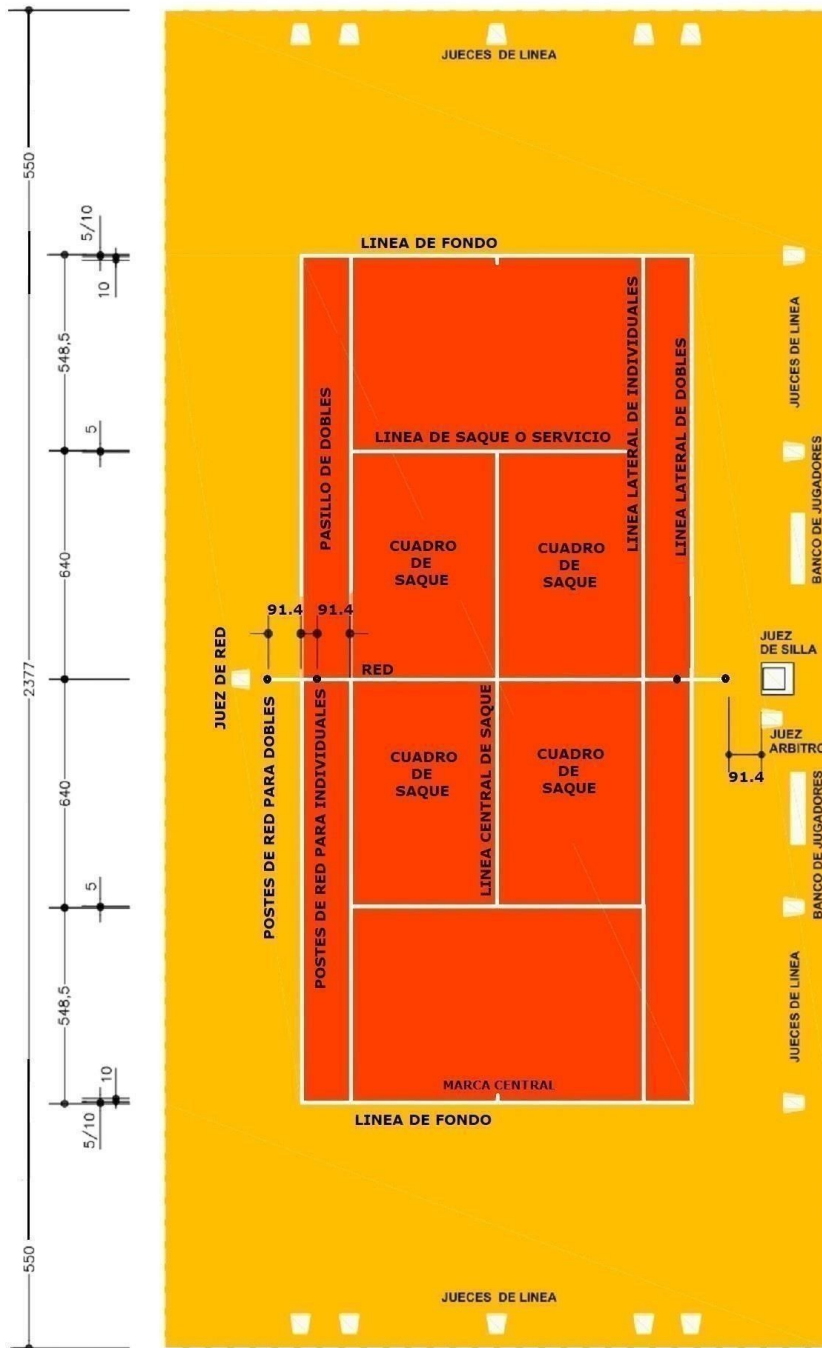 JUECES DE LINEA
550
5/10
10
LINEA DE FONDO
548,5
JUECES DE LINEA
LINEA LATERAL DE INDIVIDUALES
LINEA LATERAL DE DOBLES
PASILLO DE DOBLES
5
LINEA DE SAQUE O SERVICIO
BANCO DE JUGADORES
640
CUADRO
DE
SAQUE
CUADRO
DE
SAQUE
91.4
91.4
JUEZ DE RED
RED
JUEZ
DE SILLA
2377
POSTES DE RED PARA DOBLES
POSTES DE RED PARA INDIVIDUALES
LINEA CENTRAL DE SAQUE
JUEZ
ARBITRO
91.4
640
CUADRO
DE
SAQUE
CUADRO
DE
SAQUE
BANCO DE JUGADORES
5
548,5
JUECES DE LINEA
10
5/10
MARCA CENTRAL
LINEA DE FONDO
550
JUECES DE LINEA